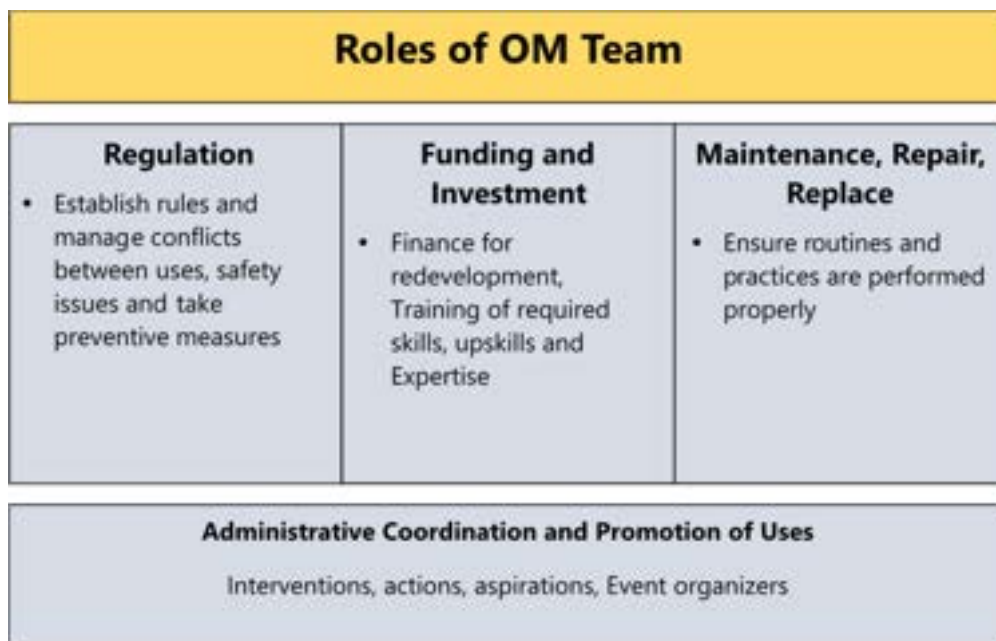 Roles of OM Team
Regulation
• Establish rules and
manage conflicts
between uses, safety
issues and take
preventive measures
Funding and
Investment
• Finance for
redevelopment,
Training of required
skills, upskills and
Expertise
Maintenance, Repair,
Replace
• Ensure routines and
practices are performed
properly
Administrative Coordination and Promotion of Uses
Interventions, actions, aspirations, Event organizers